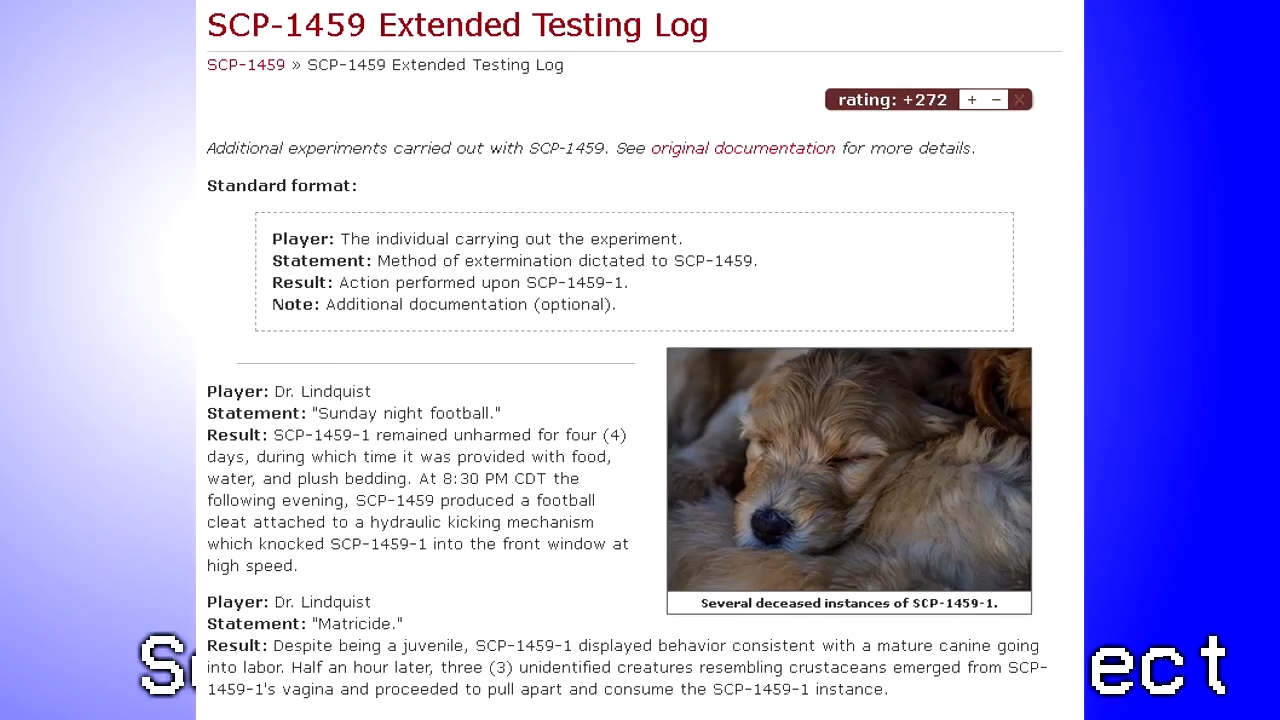 SCP-1459 Extended Testing Log
SCP-1459 » SCP-1459 Extended Testing Log
rating: +272 + − X
Additional experiments carried out with SCP-1459. See original documentation for more details.
Standard format:
Player: The individual carrying out the experiment.
Statement: Method of extermination dictated to SCP-1459.
Result: Action performed upon SCP-1459-1.
Note: Additional documentation (optional).
Player: Dr. Lindquist
Statement: "Sunday night football."
Result: SCP-1459-1 remained unharmed for four (4)
days, during which time it was provided with food,
water, and plush bedding. At 8:30 PM CDT the
following evening, SCP-1459 produced a football
cleat attached to a hydraulic kicking mechanism
which knocked SCP-1459-1 into the front window at
high speed.
Several deceased instances of SCP-1459-1.
Player: Dr. Lindquist
Statement: "Matricide."
Result: Despite being a juvenile, SCP-1459-1 displayed behavior consistent with a mature canine going
into labor. Half an hour later, three (3) unidentified creatures resembling crustaceans emerged from SCP-
1459-1's vagina and proceeded to pull apart and consume the SCP-1459-1 instance.